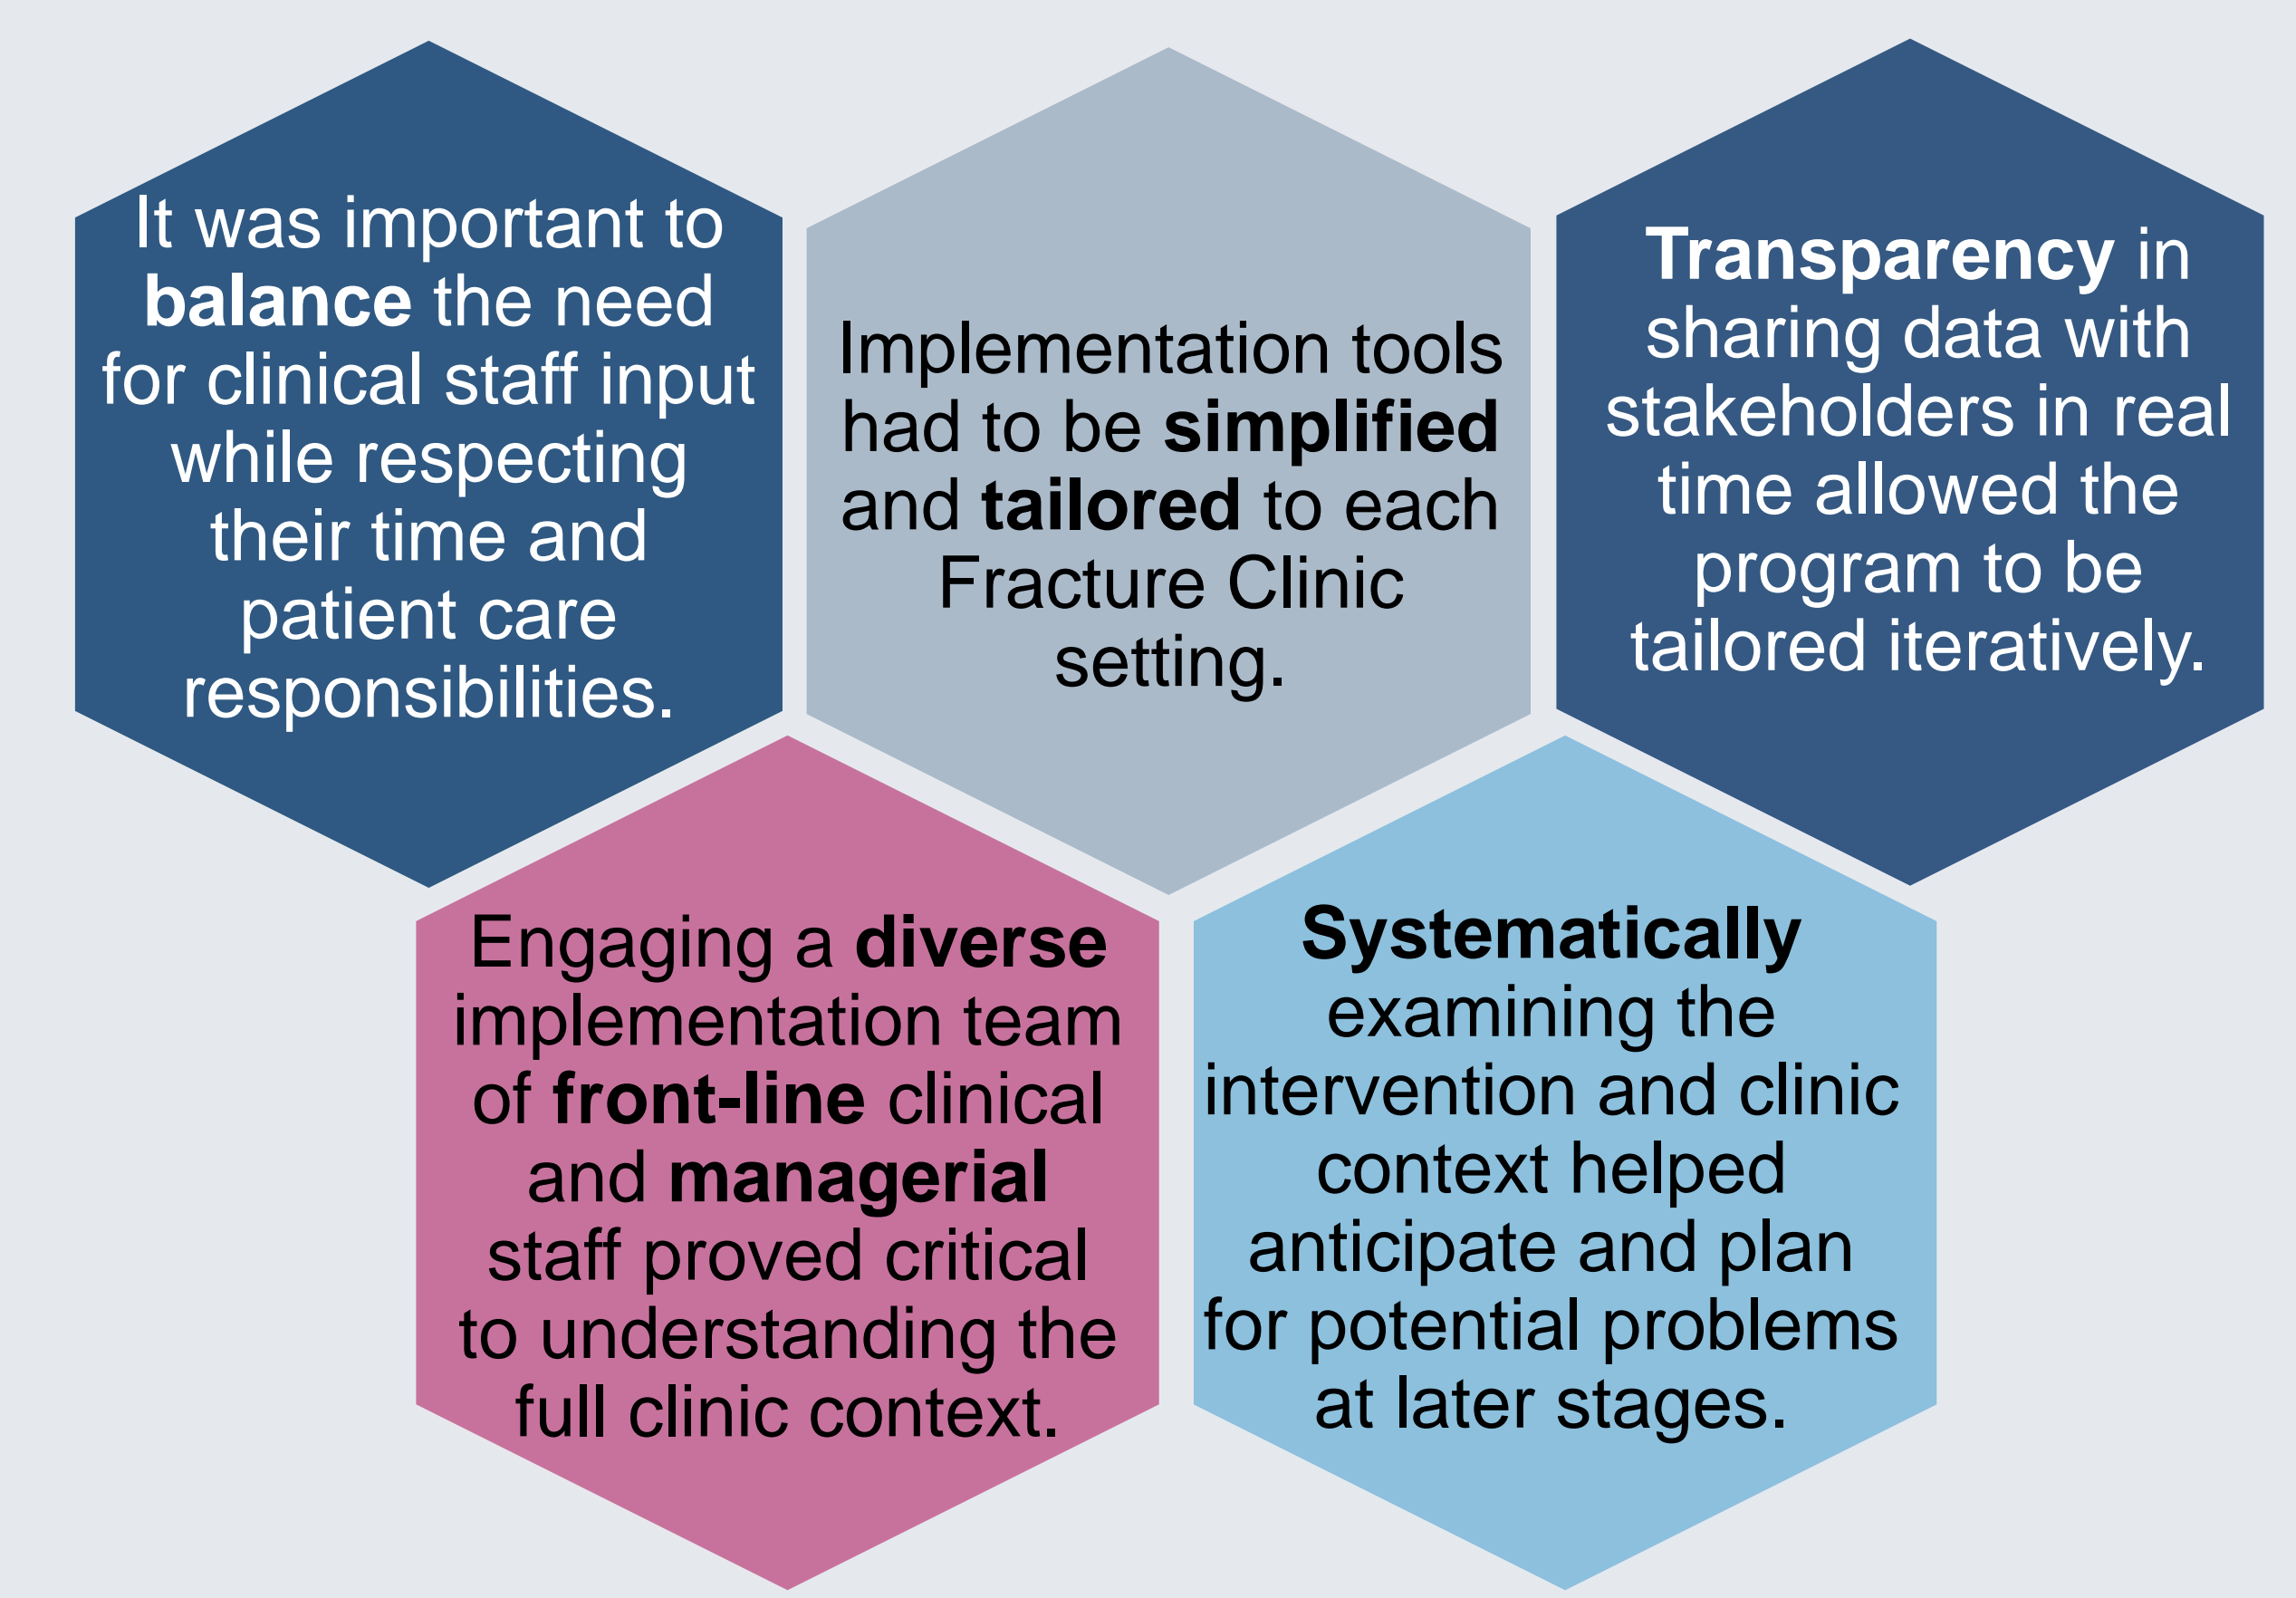 It was important to
balance the need
for clinical staff input
while respecting
their time and
patient care
responsibilities.
Implementation tools
had to be simplified
and tailored to each
Fracture Clinic
setting.
Transparency in
sharing data with
stakeholders in real
time allowed the
program to be
tailored iteratively.
Engaging a diverse
implementation team
of front-line clinical
and managerial
staff proved critical
to understanding the
full clinic context.
Systematically
examining the
intervention and clinic
context helped
anticipate and plan
for potential problems
at later stages.